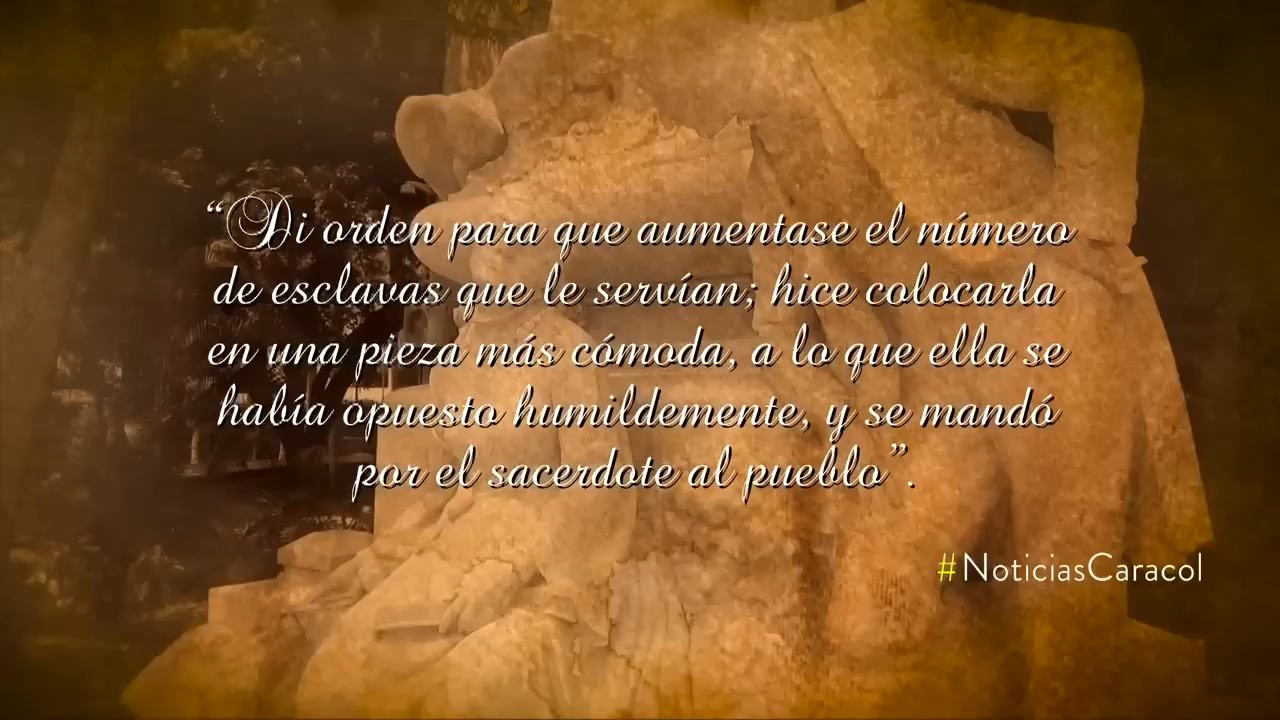 “Di orden para que aumentase el número
de esclavas que le servían; hice colocarla
en una pieza más cómoda, a lo que ella se
había opuesto humildemente, y se mandó
por el sacerdote al pueblo”.
#NoticiasCaracol